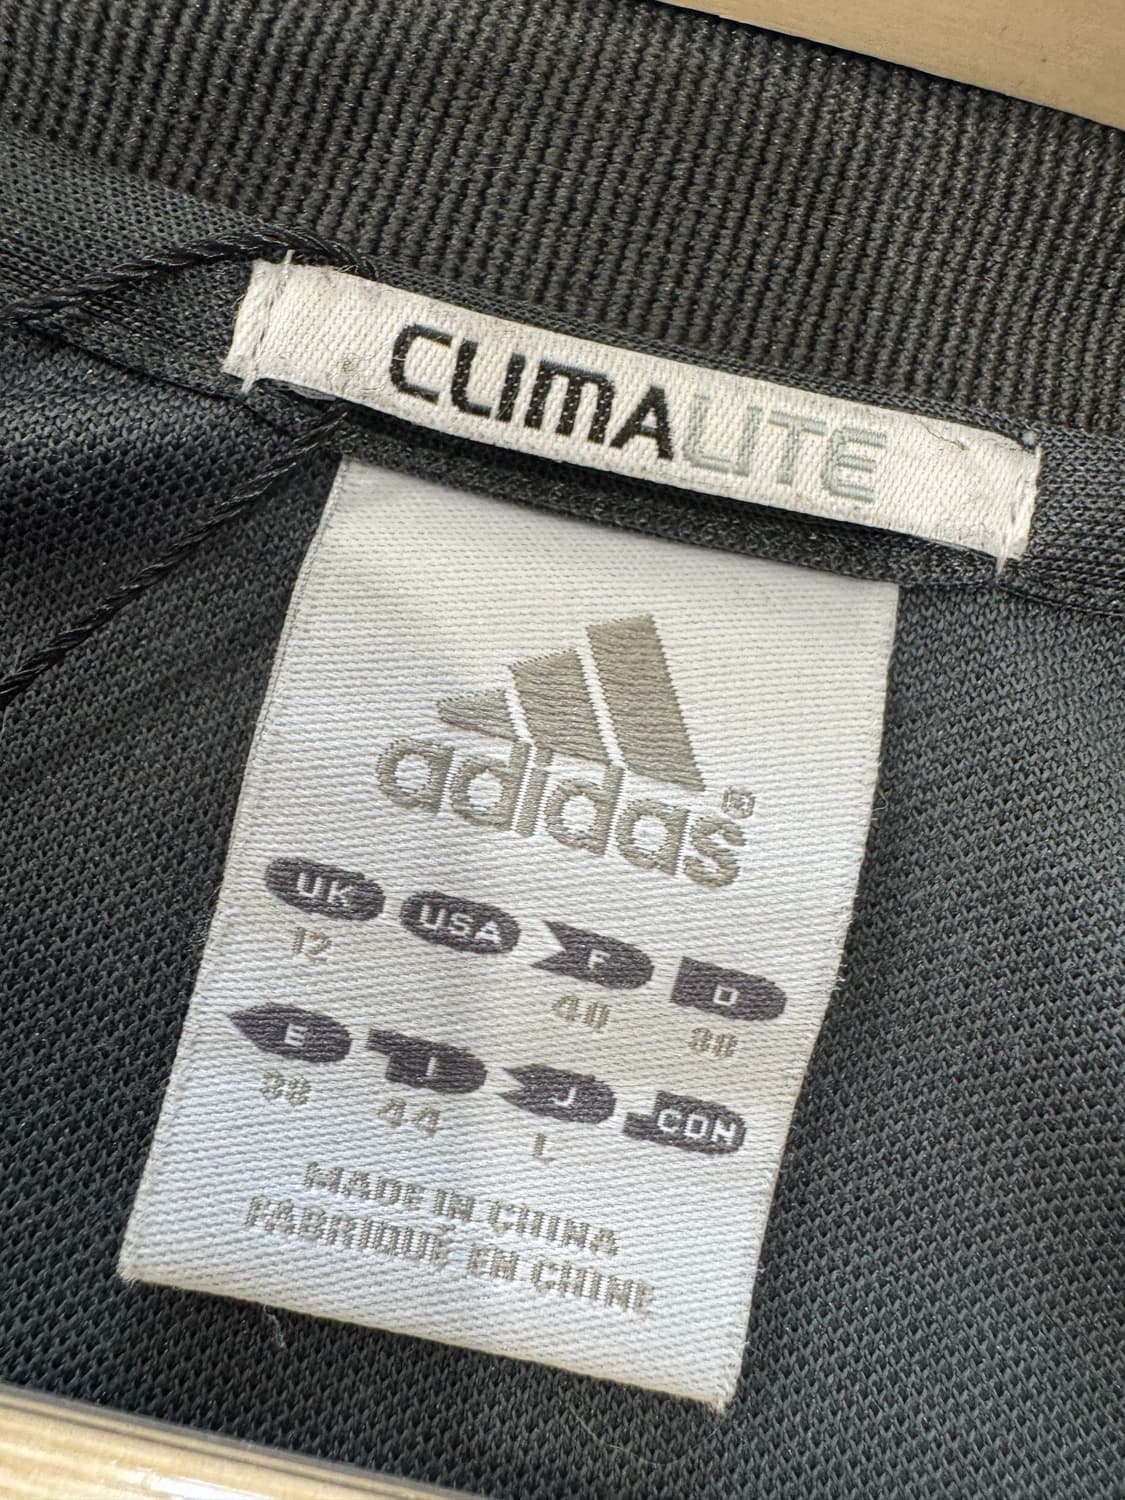 CLIMALITE
adidas ®
UK USA F D
12 40 38
E I J CDN
38 44 L
MADE IN CHINA
FABRIQUÉ EN CHINE